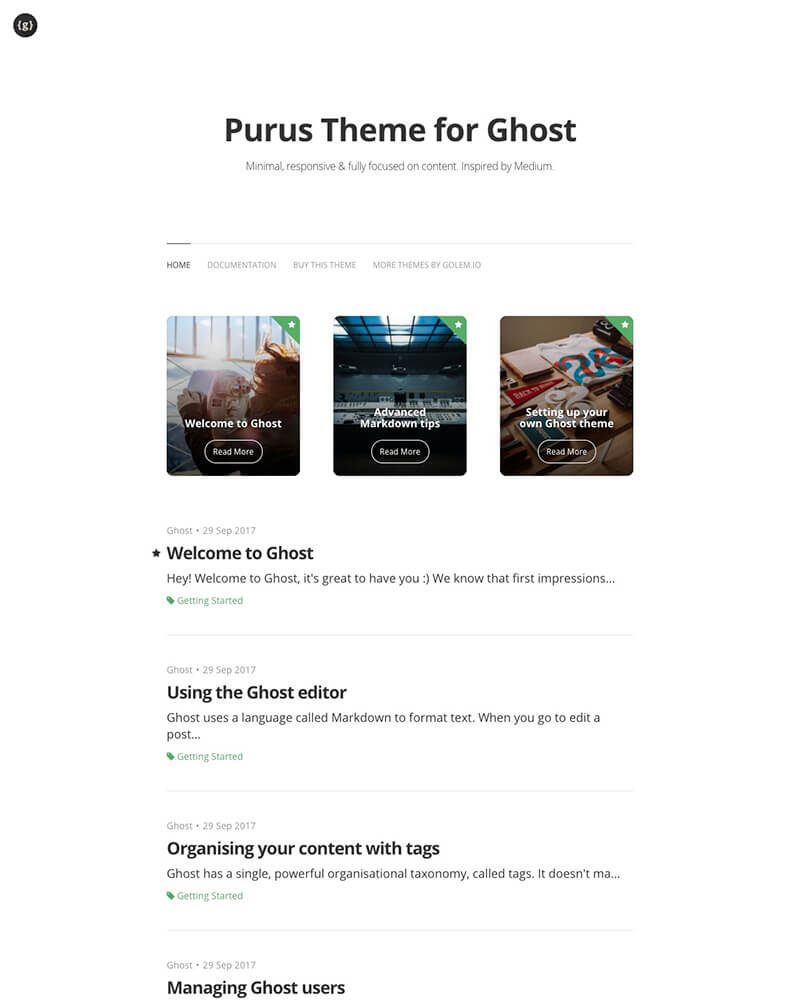 {g}
Purus Theme for Ghost
Minimal, responsive & fully focused on content. Inspired by Medium.
HOME DOCUMENTATION BUY THIS THEME MORE THEMES BY GOLEM.IO
Welcome to Ghost
Read More
Advanced
Markdown tips
Read More
Setting up your
own Ghost theme
Read More
Ghost • 29 Sep 2017
Welcome to Ghost
Hey! Welcome to Ghost, it's great to have you :) We know that first impressions...
Getting Started
Ghost • 29 Sep 2017
Using the Ghost editor
Ghost uses a language called Markdown to format text. When you go to edit a
post...
Getting Started
Ghost • 29 Sep 2017
Organising your content with tags
Ghost has a single, powerful organisational taxonomy, called tags. It doesn't ma...
Getting Started
Ghost • 29 Sep 2017
Managing Ghost users